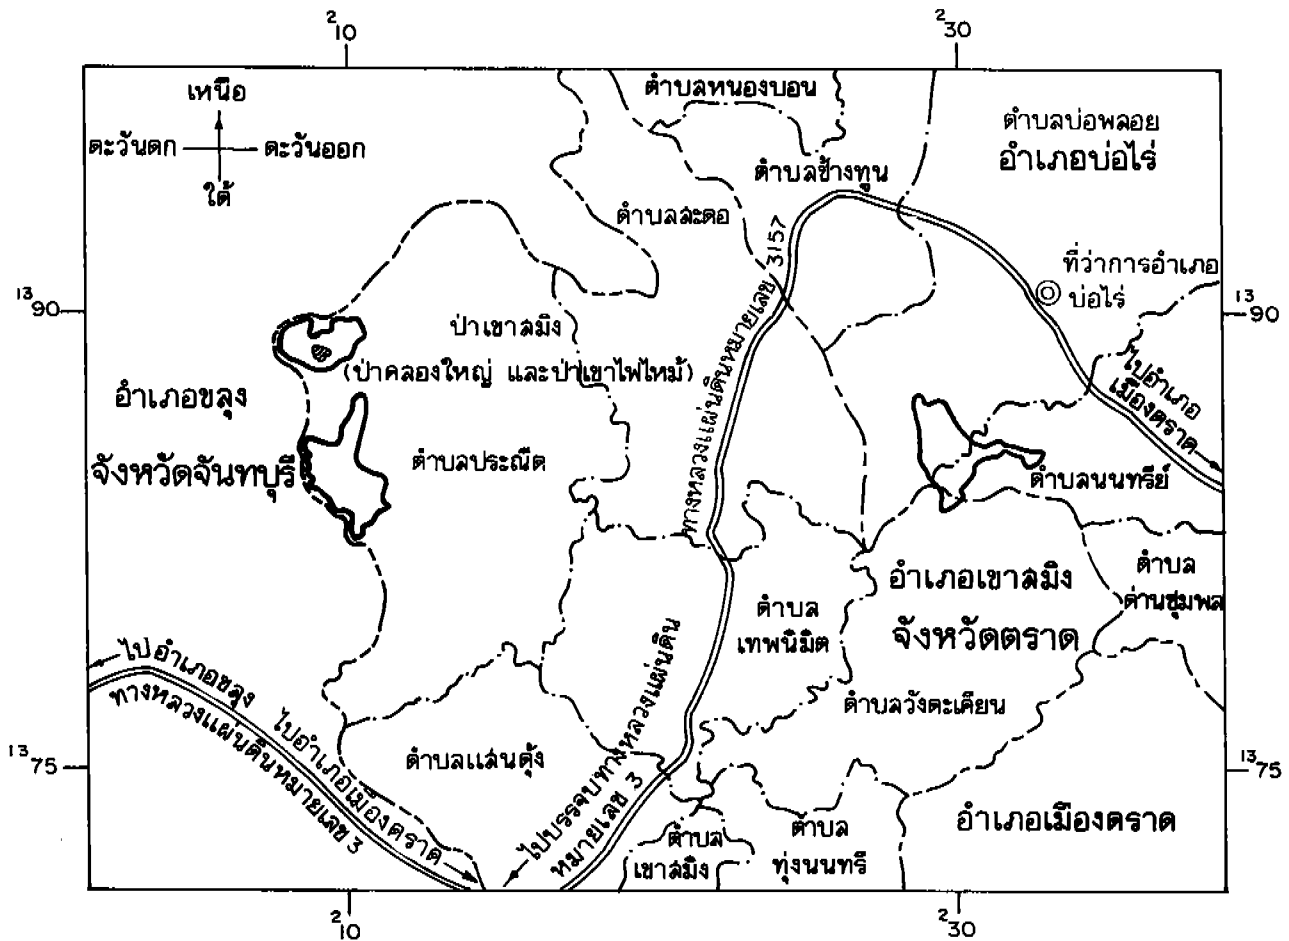 ²10
²30
เหนือ
ตะวันตก
ตะวันออก
ใต้
ตำบลหนองบอน
ตำบลบ่อพลอย
อำเภอบ่อไร่
ตำบลช้างทูน
ตำบลสะตอ
ที่ว่าการอำเภอ
บ่อไร่
¹³90
¹³90
ป่าเขาสมิง
(ป่าคลองใหญ่ และป่าเขาไฟไหม้)
ทางหลวงแผ่นดินหมายเลข 3157
ไปอำเภอ
เมืองตราด
อำเภอขลุง
จังหวัดจันทบุรี
ตำบลประณีต
ตำบลนนทรีย์
อำเภอเขาสมิง
จังหวัดตราด
ตำบล
ด่านชุมพล
ตำบล
เทพนิมิต
ตำบลวังตะเคียน
ไปอำเภอขลุง
ทางหลวงแผ่นดินหมายเลข 3
ไปอำเภอเมืองตราด
ตำบลแสนตุ้ง
ไปบรรจบทางหลวงแผ่นดิน
หมายเลข 3
¹³75
¹³75
ตำบล
เขาสมิง
ตำบล
ทุ่งนนทรี
อำเภอเมืองตราด
²10
²30